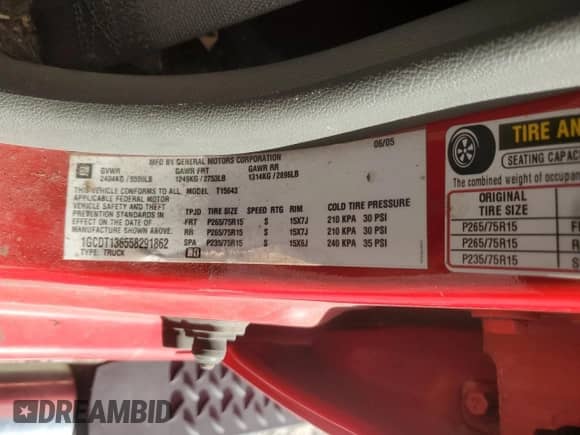 MFD BY GENERAL MOTORS CORPORATION
06/05
GM
GVWR GAWR FRT GAWR RR
1249KG / 2753LB 1314KG / 2896LB
THIS VEHICLE CONFORMS TO ALL MODEL T15643
APPLICABLE FEDERAL MOTOR
VEHICLE SAFETY AND THEFT
PREVENTION STANDARDS IN
EFFECT ON THE DATE OF
MANUFACTURE SHOWN ABOVE.
1GCDT136558291862
TYPE: TRUCK
COLD TIRE PRESSURE
TPJD TIRE SIZE SPEED RTG RIM
FRT P265/75R15 S 15X7J 210 KPA 30 PSI
RR P265/75R15 S 15X7J 210 KPA 30 PSI
SPA P235/75R15 S 15X6J 240 KPA 35 PSI
TIRE AN
SEATING CAPACITY
The combined weight of occupan
ORIGINAL
TIRE SIZE
P265/75R15
P265/75R15
P235/75R15
DREAMBID